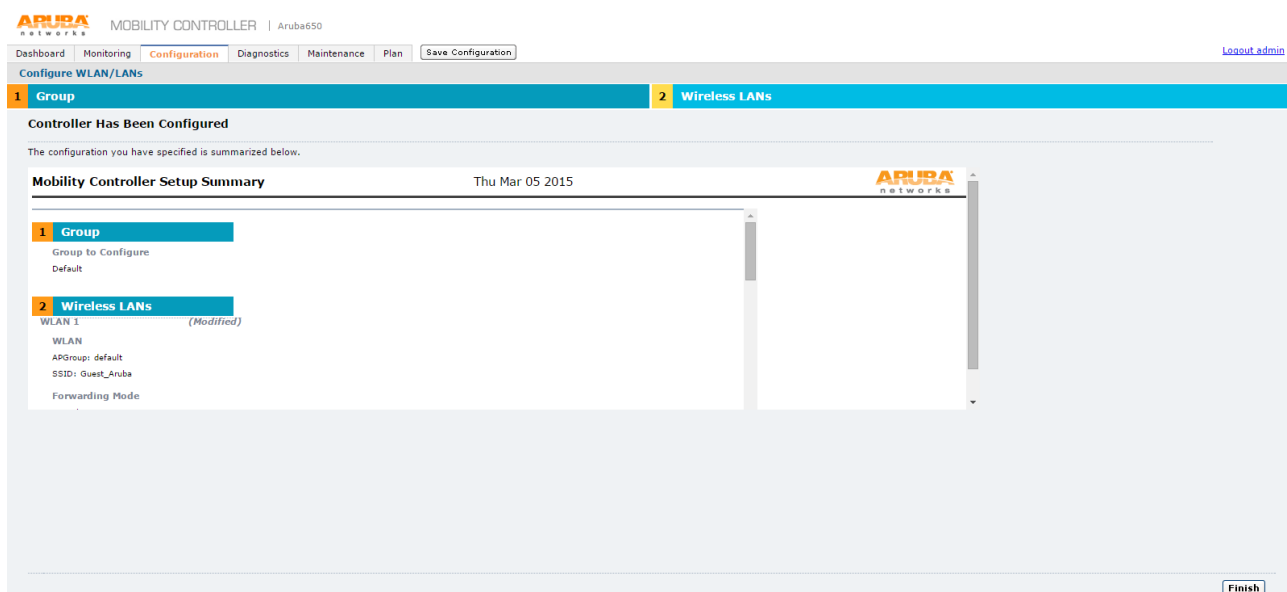 ARUBA networks MOBILITY CONTROLLER | Aruba650
Dashboard Monitoring Configuration Diagnostics Maintenance Plan Save Configuration Logout admin
Configure WLAN/LANs
1 Group 2 Wireless LANs
Controller Has Been Configured
The configuration you have specified is summarized below.
Mobility Controller Setup Summary Thu Mar 05 2015 ARUBA networks
1 Group
Group to Configure
Default
2 Wireless LANs
WLAN 1 (Modified)
WLAN
APGroup: default
SSID: Guest_Aruba
Forwarding Mode
Finish